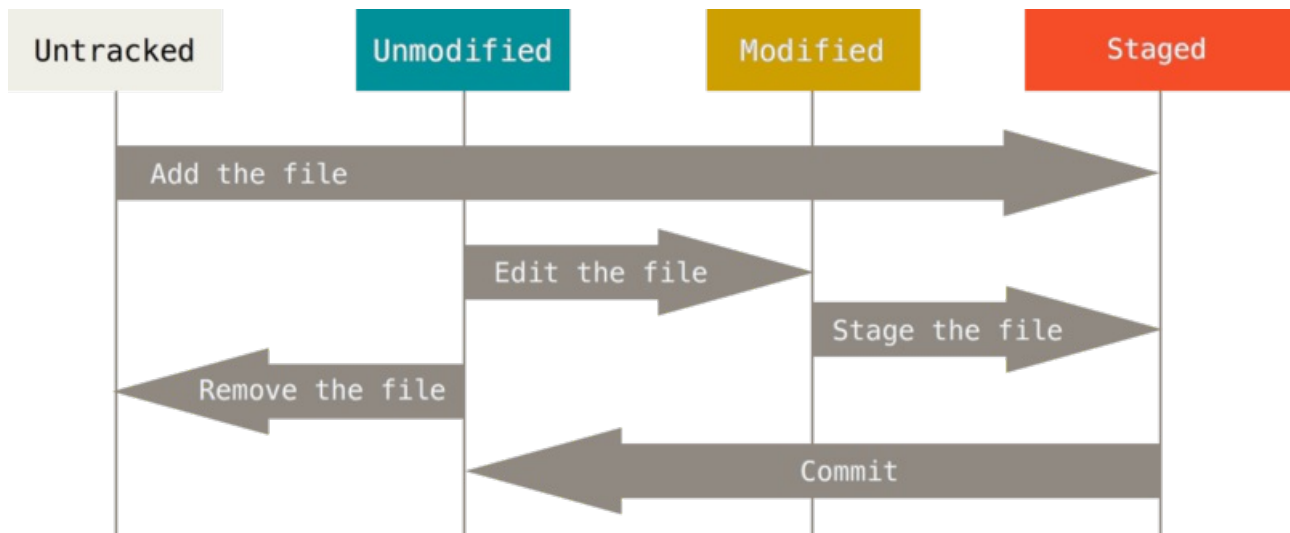 Untracked
Unmodified
Modified
Staged
Add the file
Edit the file
Stage the file
Remove the file
Commit